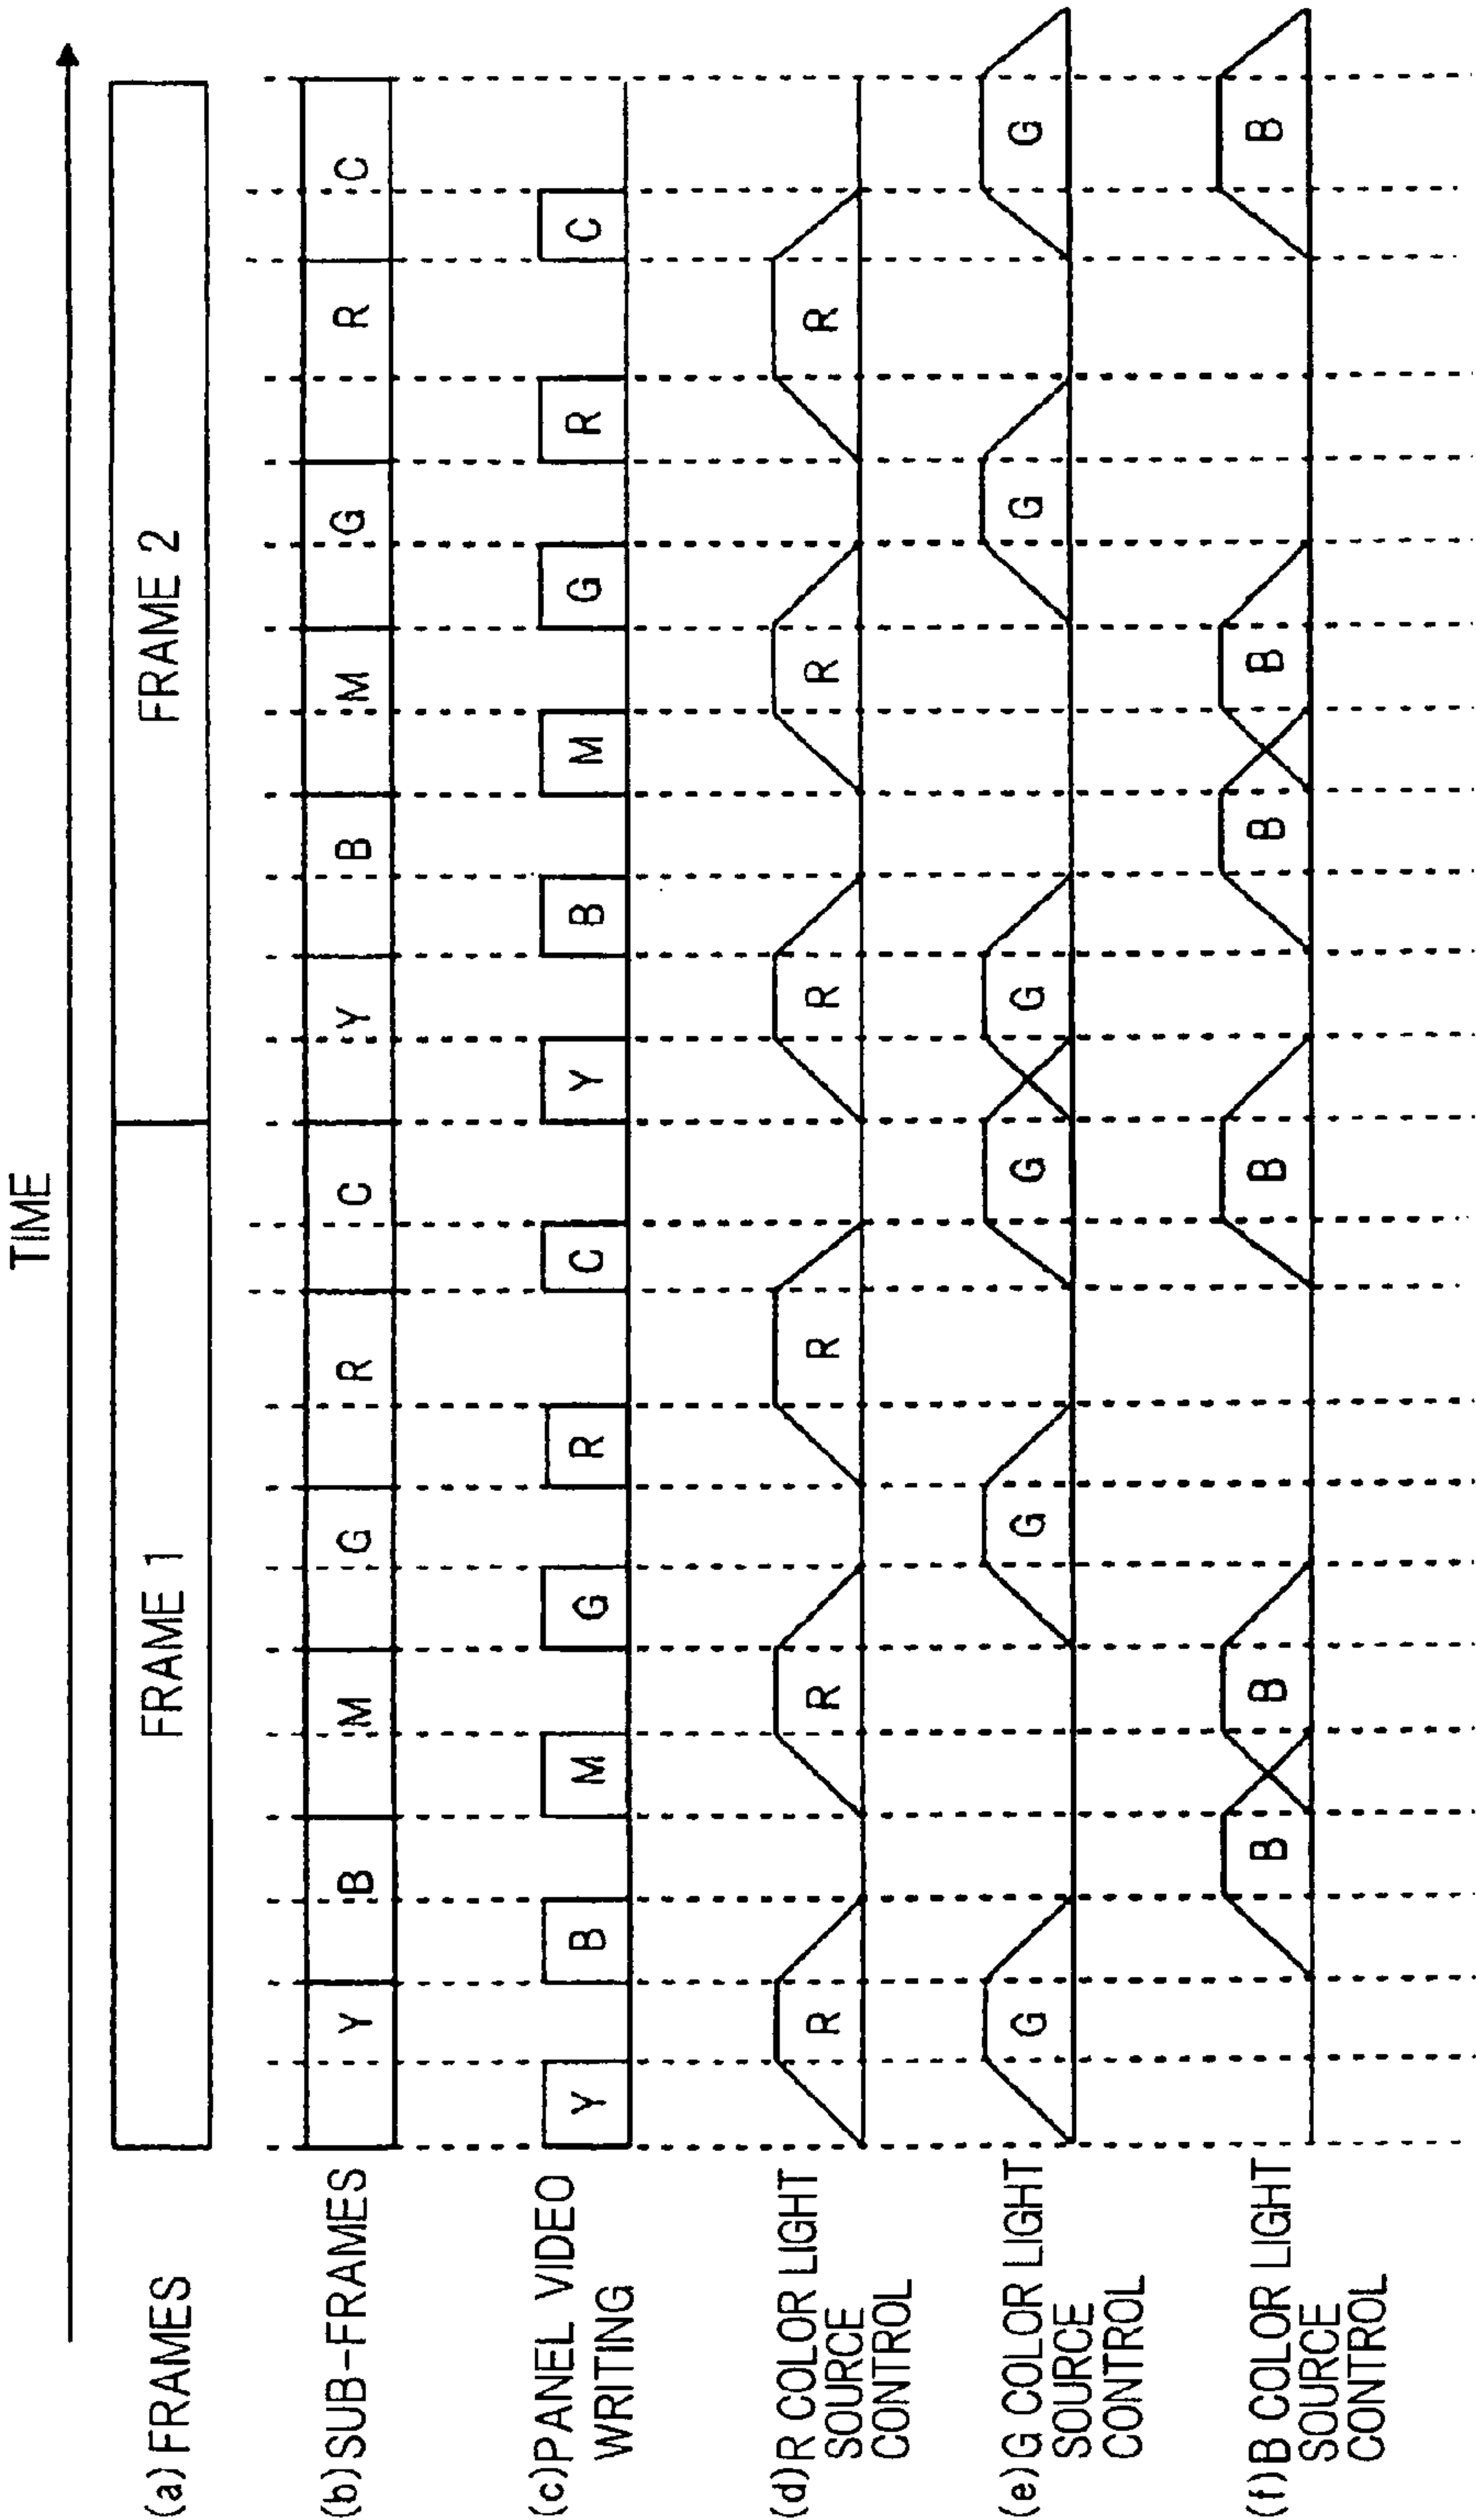 TIME
(a) FRAMES
FRAME 1
FRAME 2
(b) SUB-FRAMES
Y B M G R C Y B M G R C
(c) PANEL VIDEO
WRITING
Y B M G R C Y B M G R C
(d) R COLOR LIGHT
SOURCE
CONTROL
R R R R R R
(e) G COLOR LIGHT
SOURCE
CONTROL
G G G G G G
(f) B COLOR LIGHT
SOURCE
CONTROL
B B B B B B